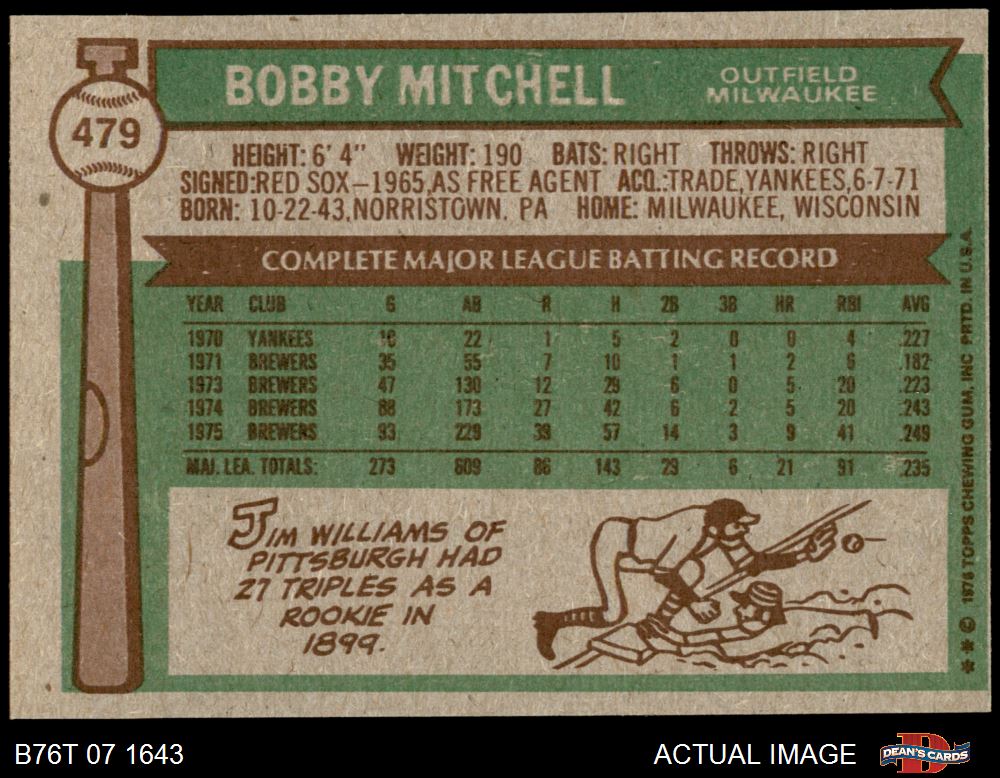 479
BOBBY MITCHELL
OUTFIELD
MILWAUKEE
HEIGHT: 6' 4" WEIGHT: 190 BATS: RIGHT THROWS: RIGHT
SIGNED:RED SOX—1965,AS FREE AGENT ACQ.:TRADE,YANKEES,6-7-71
BORN: 10-22-43,NORRISTOWN, PA HOME: MILWAUKEE, WISCONSIN
COMPLETE MAJOR LEAGUE BATTING RECORD
YEAR CLUB G AB R H 2B 3B HR RBI AVG
1970 YANKEES 10 22 1 5 2 0 0 4 .227
1971 BREWERS 35 55 7 10 1 1 2 6 .182
1973 BREWERS 47 130 12 29 6 0 5 20 .223
1974 BREWERS 88 173 27 42 6 2 5 20 .243
1975 BREWERS 93 229 39 57 14 3 9 41 .249
MAJ. LEA. TOTALS: 273 609 86 143 29 6 21 91 .235
JIM WILLIAMS OF
PITTSBURGH HAD
27 TRIPLES AS A
ROOKIE IN
1899.
** © 1976 TOPPS CHEWING GUM, INC PRTD. IN U.S.A.
B76T 07 1643
ACTUAL IMAGE
D
DEAN'S CARDS